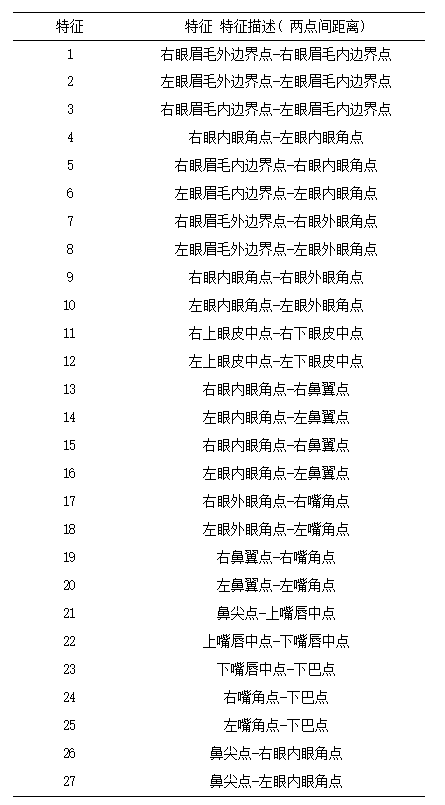 特征 特征 特征描述( 两点间距离)
1 右眼眉毛外边界点-右眼眉毛内边界点
2 左眼眉毛外边界点-左眼眉毛内边界点
3 右眼眉毛内边界点-左眼眉毛内边界点
4 右眼内眼角点-左眼内眼角点
5 右眼眉毛内边界点-右眼内眼角点
6 左眼眉毛内边界点-左眼内眼角点
7 右眼眉毛外边界点-右眼外眼角点
8 左眼眉毛外边界点-左眼外眼角点
9 右眼内眼角点-右眼外眼角点
10 左眼内眼角点-左眼外眼角点
11 右上眼皮中点-右下眼皮中点
12 左上眼皮中点-左下眼皮中点
13 右眼内眼角点-右鼻翼点
14 左眼内眼角点-左鼻翼点
15 右眼内眼角点-右鼻翼点
16 左眼内眼角点-左鼻翼点
17 右眼外眼角点-右嘴角点
18 左眼外眼角点-左嘴角点
19 右鼻翼点-右嘴角点
20 左鼻翼点-左嘴角点
21 鼻尖点-上嘴唇中点
22 上嘴唇中点-下嘴唇中点
23 下嘴唇中点-下巴点
24 右嘴角点-下巴点
25 左嘴角点-下巴点
26 鼻尖点-右眼内眼角点
27 鼻尖点-左眼内眼角点